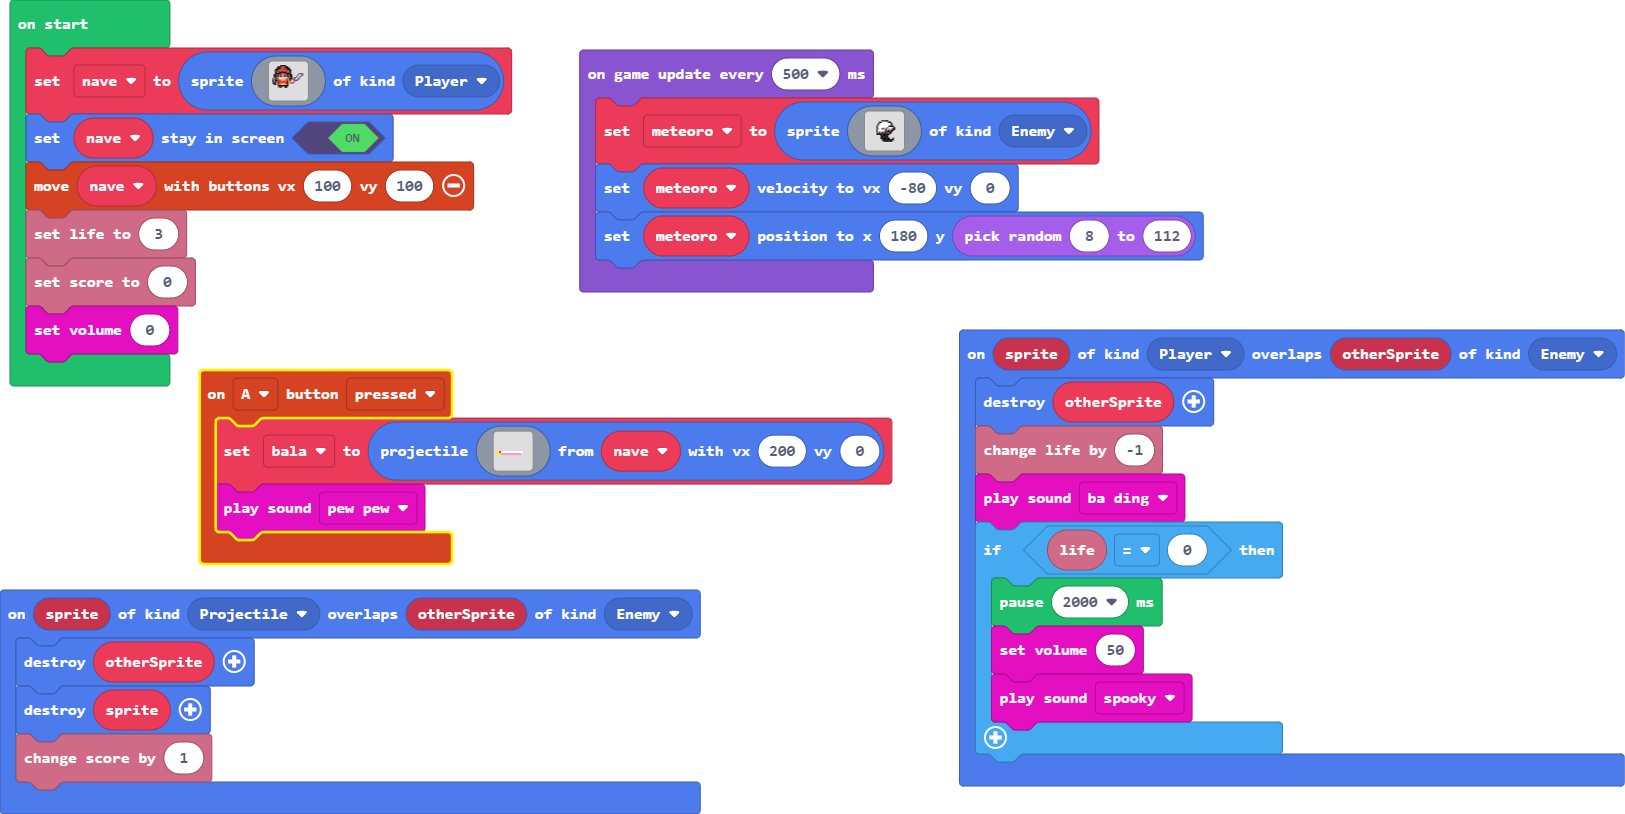 on start
set nave to sprite of kind Player
set nave stay in screen ON
move nave with buttons vx 100 vy 100
set life to 3
set score to 0
set volume 0
on game update every 500 ms
set meteoro to sprite of kind Enemy
set meteoro velocity to vx -80 vy 0
set meteoro position to x 180 y pick random 8 to 112
on A button pressed
set bala to projectile from nave with vx 200 vy 0
play sound pew pew
on sprite of kind Projectile overlaps otherSprite of kind Enemy
destroy otherSprite
destroy sprite
change score by 1
on sprite of kind Player overlaps otherSprite of kind Enemy
destroy otherSprite
change life by -1
play sound ba ding
if life = 0 then
pause 2000 ms
set volume 50
play sound spooky